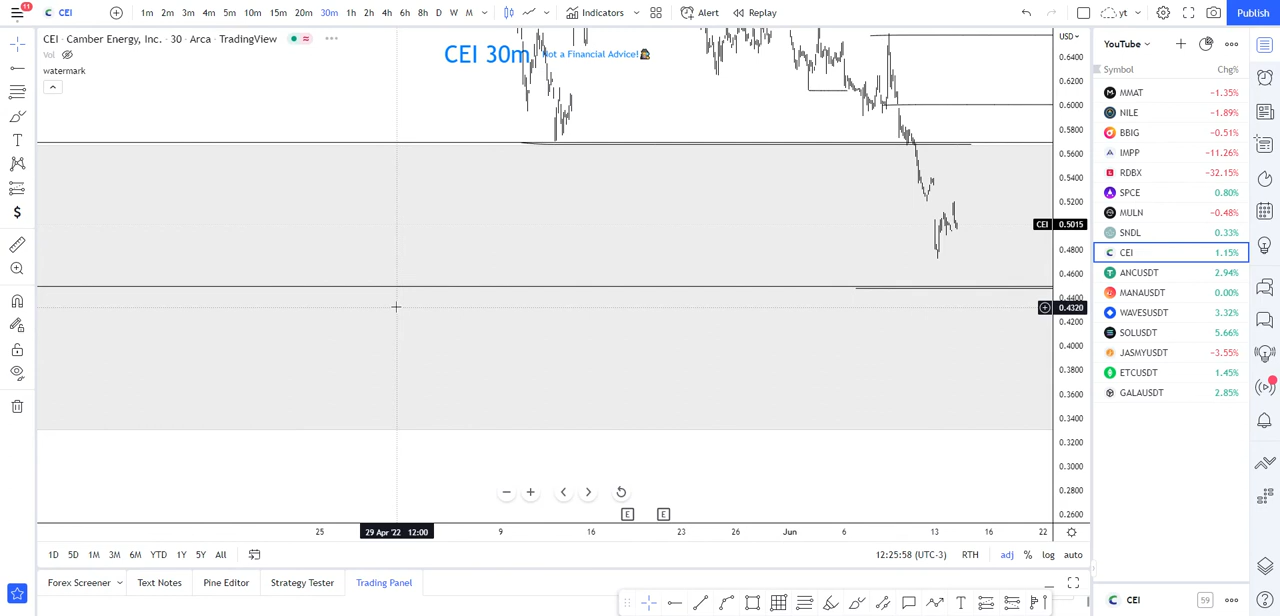 11 CEI 1m 2m 3m 4m 5m 10m 15m 20m 30m 1h 2h 4h 6h 8h D W M Indicators Alert Replay yt Publish
CEI · Camber Energy, Inc. · 30 · Arca · TradingView
Vol
watermark
CEI 30m Not a Financial Advice!
USD
0.6400
0.6200
0.6000
0.5800
0.5600
0.5400
0.5200
CEI 0.5015
0.4800
0.4600
0.4400
0.4320
0.4200
0.4000
0.3800
0.3600
0.3400
0.3200
0.3000
0.2800
0.2600
YouTube
Symbol Chg%
MMAT −1.35%
NILE −1.89%
BBIG −0.51%
IMPP −11.26%
RDBX −32.15%
SPCE 0.80%
MULN −0.48%
SNDL 0.33%
CEI 1.15%
ANCUSDT 2.94%
MANAUSDT 0.00%
WAVESUSDT 3.32%
SOLUSDT 5.66%
JASMYUSDT −3.55%
ETCUSDT 1.45%
GALAUSDT 2.85%
E E
25 29 Apr '22 12:00 9 16 23 26 Jun 6 13 16 22
1D 5D 1M 3M 6M YTD 1Y 5Y All 12:25:58 (UTC-3) RTH adj % log auto
Forex Screener Text Notes Pine Editor Strategy Tester Trading Panel
CEI 59